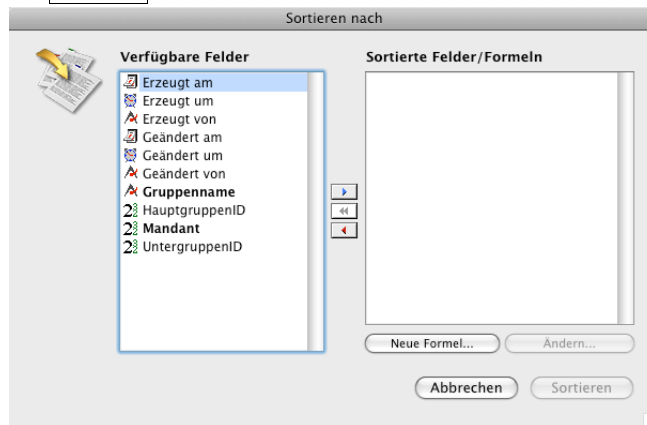 Sortieren nach
Verfügbare Felder
Erzeugt am
Erzeugt um
Erzeugt von
Geändert am
Geändert um
Geändert von
Gruppenname
HauptgruppenID
Mandant
UntergruppenID
Sortierte Felder/Formeln
Neue Formel...
Ändern...
Abbrechen
Sortieren